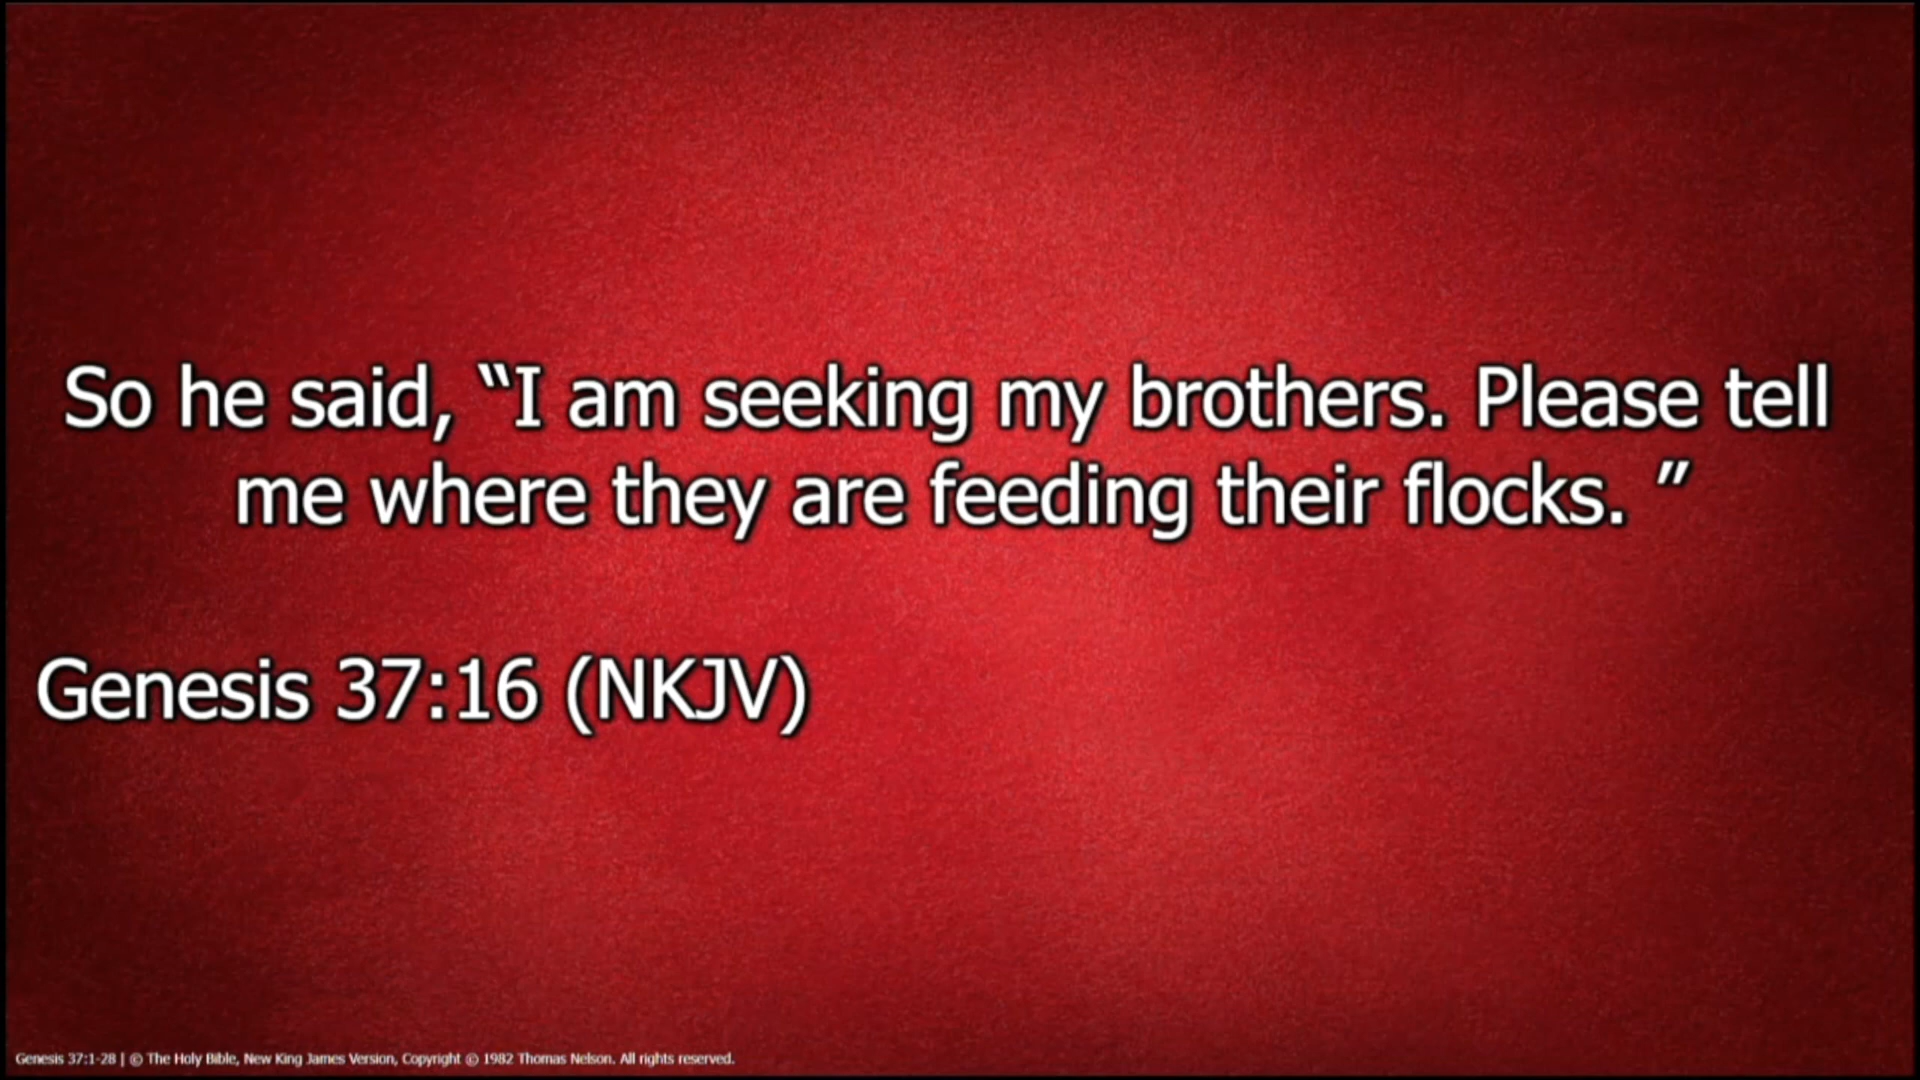 So he said, “I am seeking my brothers. Please tell
me where they are feeding their flocks. ”
Genesis 37:16 (NKJV)
Genesis 37:1-28 | © The Holy Bible, New King James Version, Copyright © 1982 Thomas Nelson. All rights reserved.